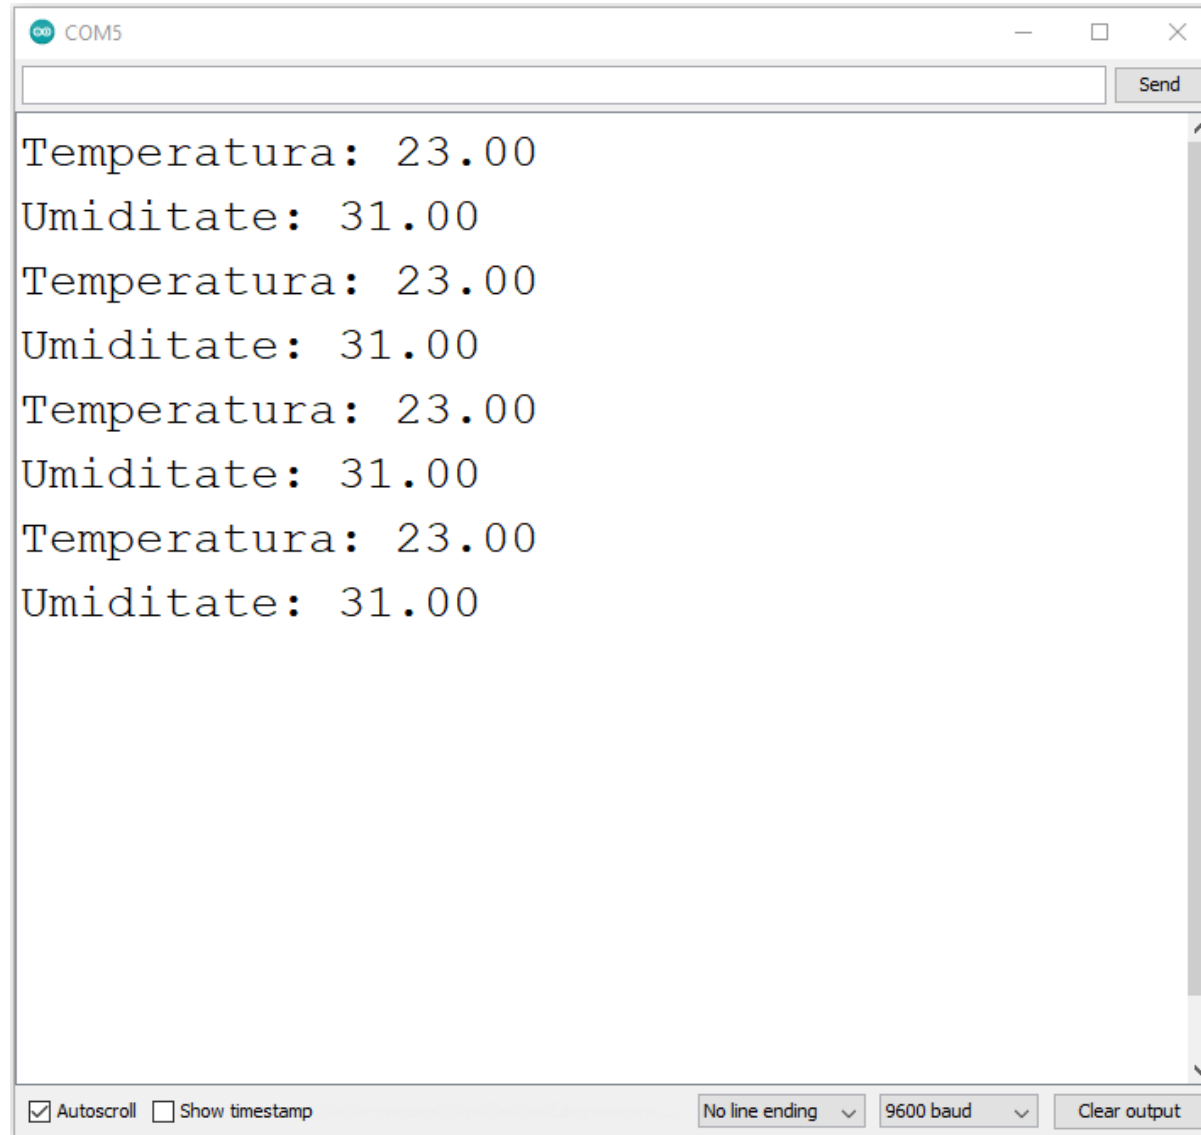 COM5
Send
Temperatura: 23.00
Umiditate: 31.00
Temperatura: 23.00
Umiditate: 31.00
Temperatura: 23.00
Umiditate: 31.00
Temperatura: 23.00
Umiditate: 31.00
Autoscroll Show timestamp No line ending 9600 baud Clear output